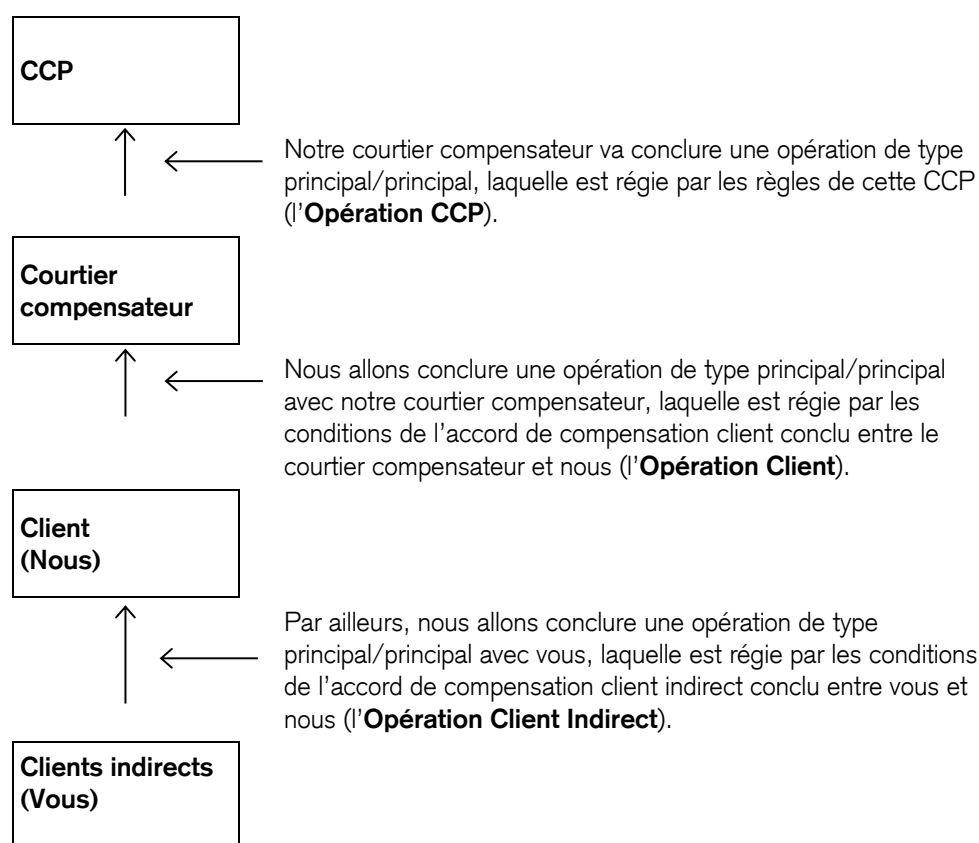 CCP
Notre courtier compensateur va conclure une opération de type
principal/principal, laquelle est régie par les règles de cette CCP
(l’Opération CCP).
Courtier
compensateur
Nous allons conclure une opération de type principal/principal
avec notre courtier compensateur, laquelle est régie par les
conditions de l’accord de compensation client conclu entre le
courtier compensateur et nous (l’Opération Client).
Client
(Nous)
Par ailleurs, nous allons conclure une opération de type
principal/principal avec vous, laquelle est régie par les conditions
de l’accord de compensation client indirect conclu entre vous et
nous (l’Opération Client Indirect).
Clients indirects
(Vous)